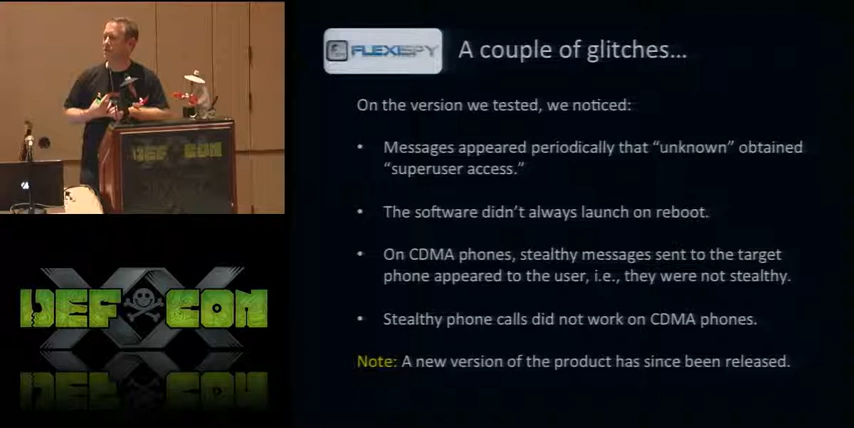 FLEXISPY
A couple of glitches...
On the version we tested, we noticed:
• Messages appeared periodically that “unknown” obtained
“superuser access.”
• The software didn’t always launch on reboot.
• On CDMA phones, stealthy messages sent to the target
phone appeared to the user, i.e., they were not stealthy.
• Stealthy phone calls did not work on CDMA phones.
Note: A new version of the product has since been released.
DEF CON
XX
DEF CON